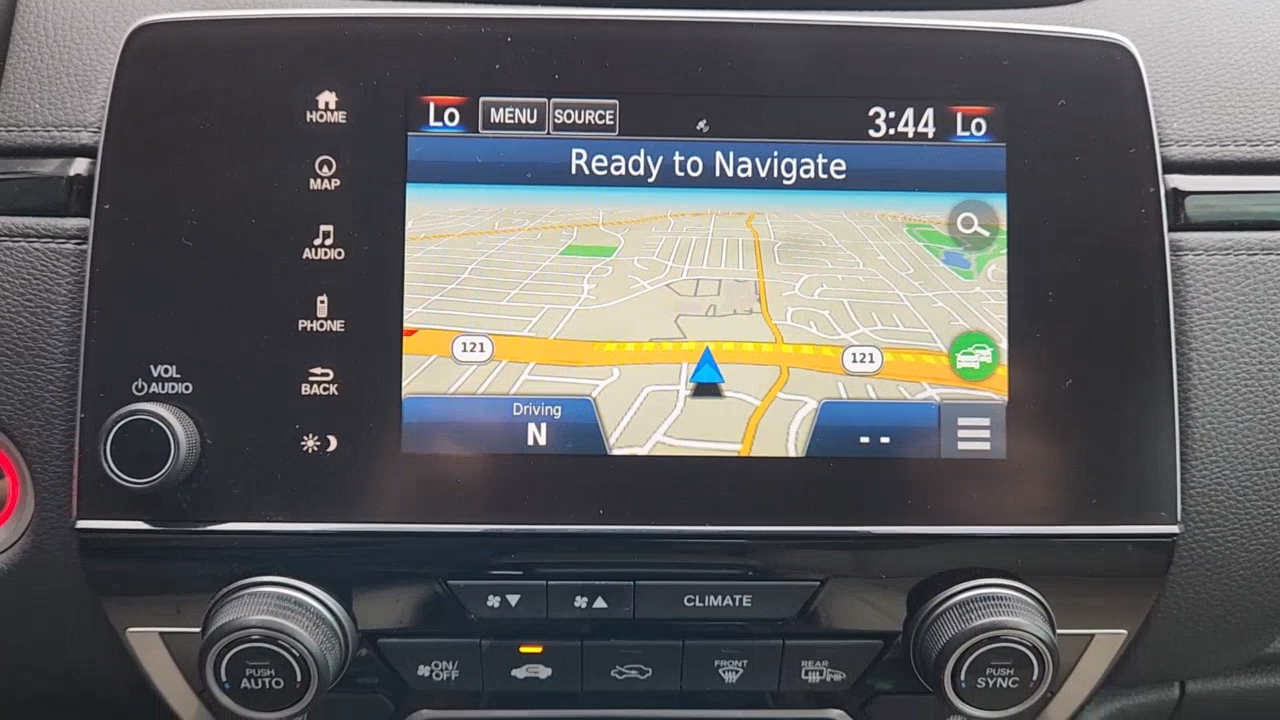 HOME
MAP
AUDIO
PHONE
BACK
VOL
AUDIO
Lo MENU SOURCE 3:44 Lo
Ready to Navigate
121 121
Driving
N
--
CLIMATE
PUSH
AUTO
ON/
OFF
FRONT
REAR
PUSH
SYNC